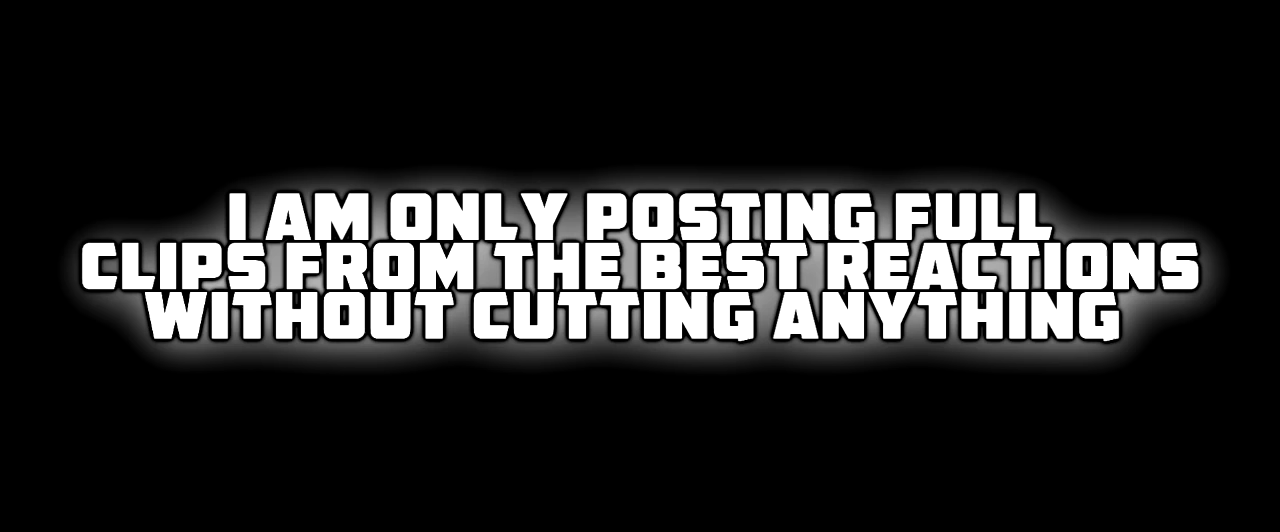 I AM ONLY POSTING FULL
CLIPS FROM THE BEST REACTIONS
WITHOUT CUTTING ANYTHING